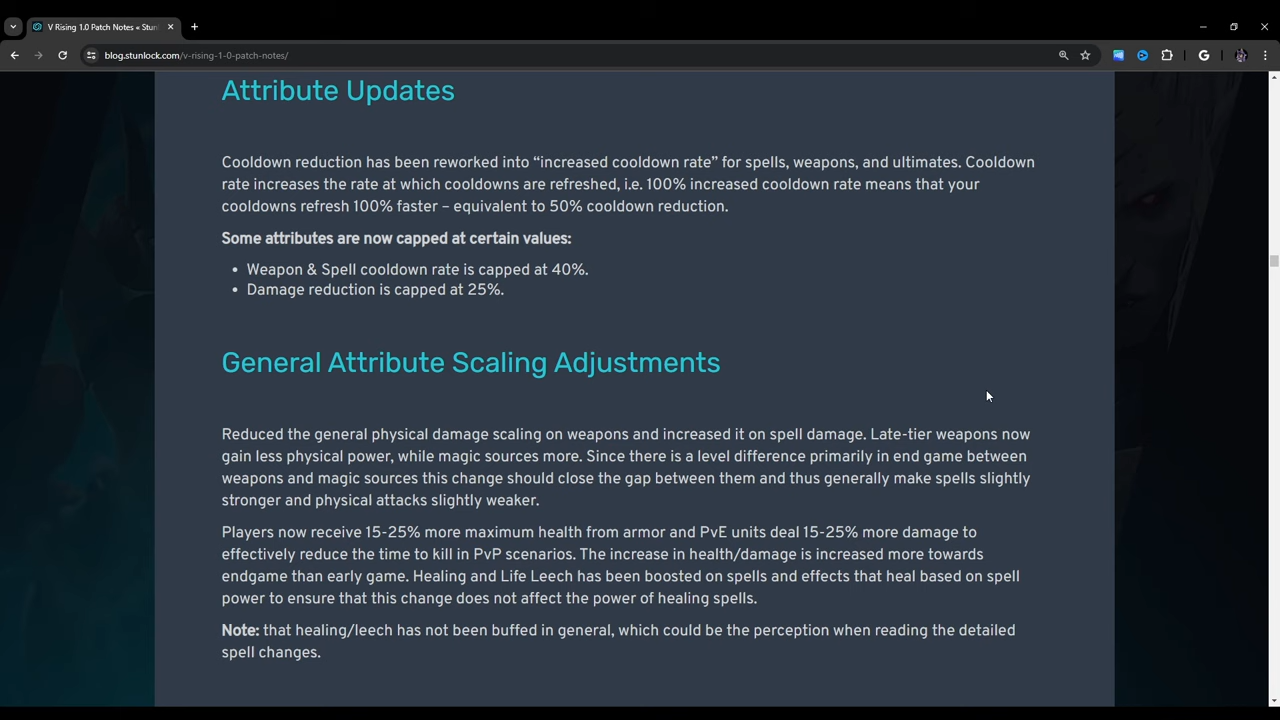 V Rising 1.0 Patch Notes « Stun
blog.stunlock.com/v-rising-1-0-patch-notes/
Attribute Updates
Cooldown reduction has been reworked into “increased cooldown rate” for spells, weapons, and ultimates. Cooldown
rate increases the rate at which cooldowns are refreshed, i.e. 100% increased cooldown rate means that your
cooldowns refresh 100% faster – equivalent to 50% cooldown reduction.
Some attributes are now capped at certain values:
• Weapon & Spell cooldown rate is capped at 40%.
• Damage reduction is capped at 25%.
General Attribute Scaling Adjustments
Reduced the general physical damage scaling on weapons and increased it on spell damage. Late-tier weapons now
gain less physical power, while magic sources more. Since there is a level difference primarily in end game between
weapons and magic sources this change should close the gap between them and thus generally make spells slightly
stronger and physical attacks slightly weaker.
Players now receive 15-25% more maximum health from armor and PvE units deal 15-25% more damage to
effectively reduce the time to kill in PvP scenarios. The increase in health/damage is increased more towards
endgame than early game. Healing and Life Leech has been boosted on spells and effects that heal based on spell
power to ensure that this change does not affect the power of healing spells.
Note: that healing/leech has not been buffed in general, which could be the perception when reading the detailed
spell changes.